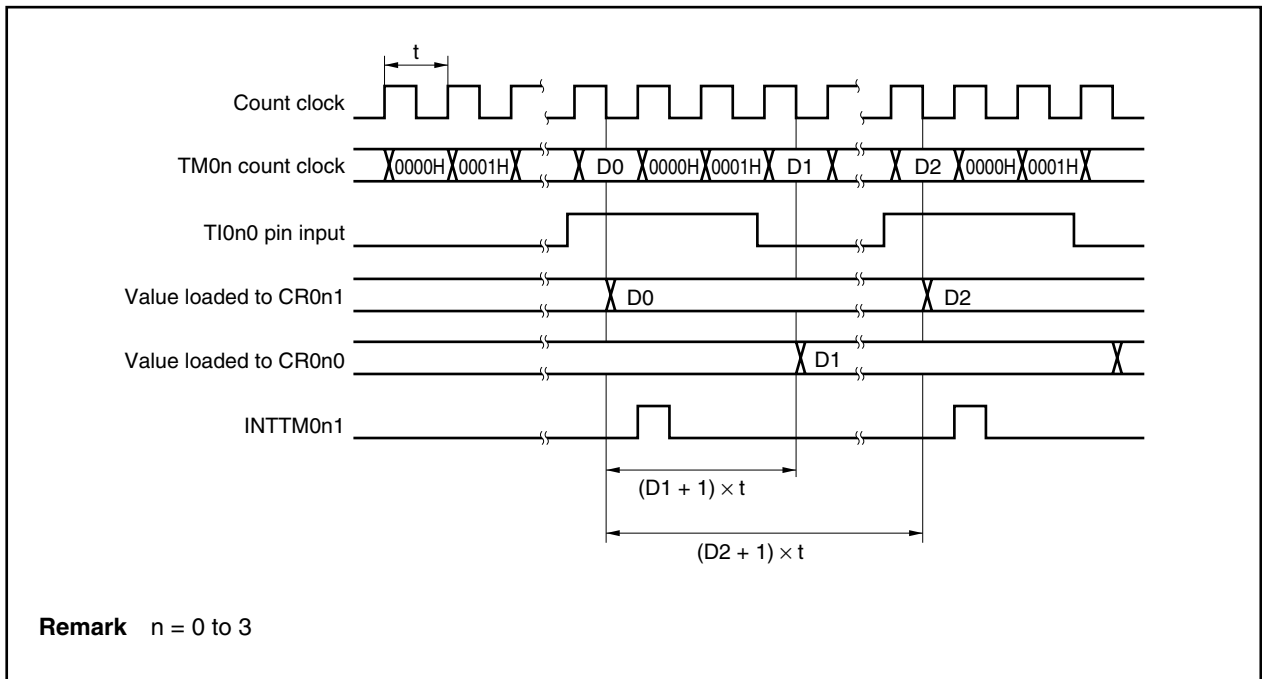 t
Count clock
TM0n count clock 0000H 0001H D0 0000H 0001H D1 D2 0000H 0001H
TI0n0 pin input
Value loaded to CR0n1 D0 D2
Value loaded to CR0n0 D1
INTTM0n1
(D1 + 1) × t
(D2 + 1) × t
Remark n = 0 to 3